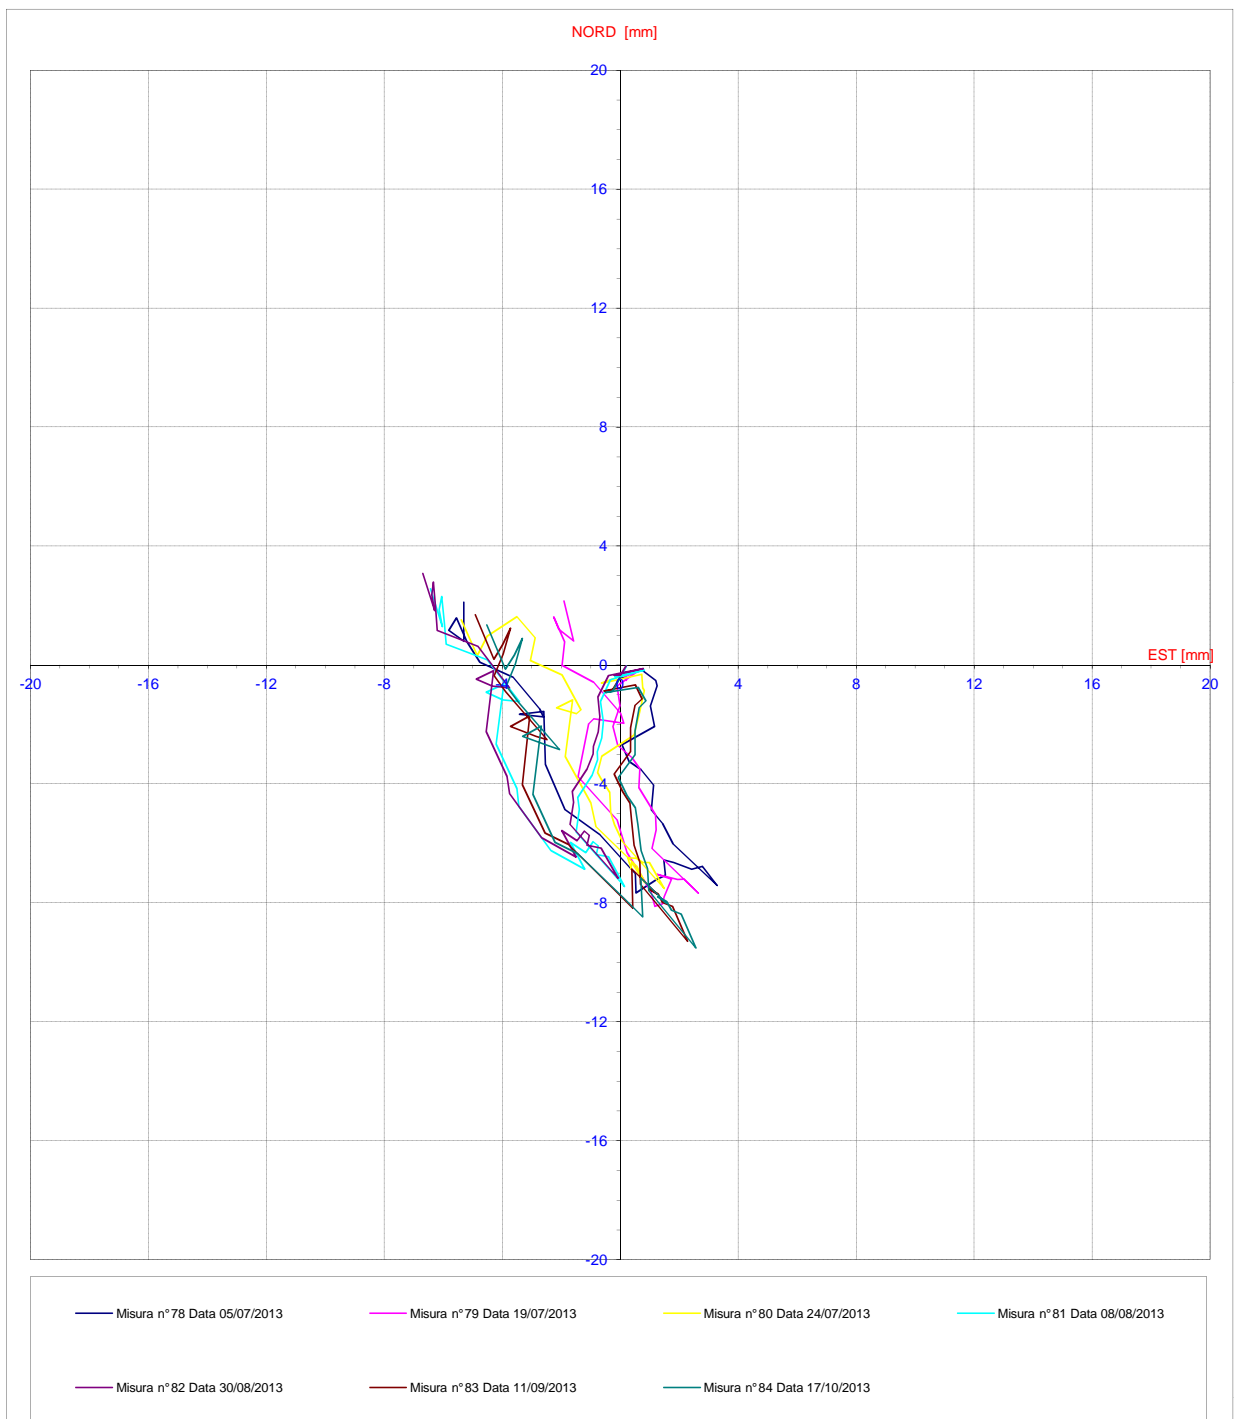 NORD [mm]
20
16
12
8
4
0
EST [mm]
-20 -16 -12 -8 -4 0 4 8 12 16 20
-4
-8
-12
-16
-20
Misura n°78 Data 05/07/2013 Misura n°79 Data 19/07/2013 Misura n°80 Data 24/07/2013 Misura n°81 Data 08/08/2013
Misura n°82 Data 30/08/2013 Misura n°83 Data 11/09/2013 Misura n°84 Data 17/10/2013